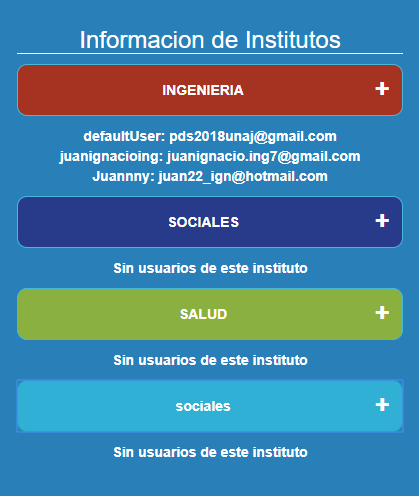 Informacion de Institutos
INGENIERIA +
defaultUser: pds2018unaj@gmail.com
juanignacioing: juanignacio.ing7@gmail.com
Juannny: juan22_ign@hotmail.com
SOCIALES +
Sin usuarios de este instituto
SALUD +
Sin usuarios de este instituto
sociales +
Sin usuarios de este instituto